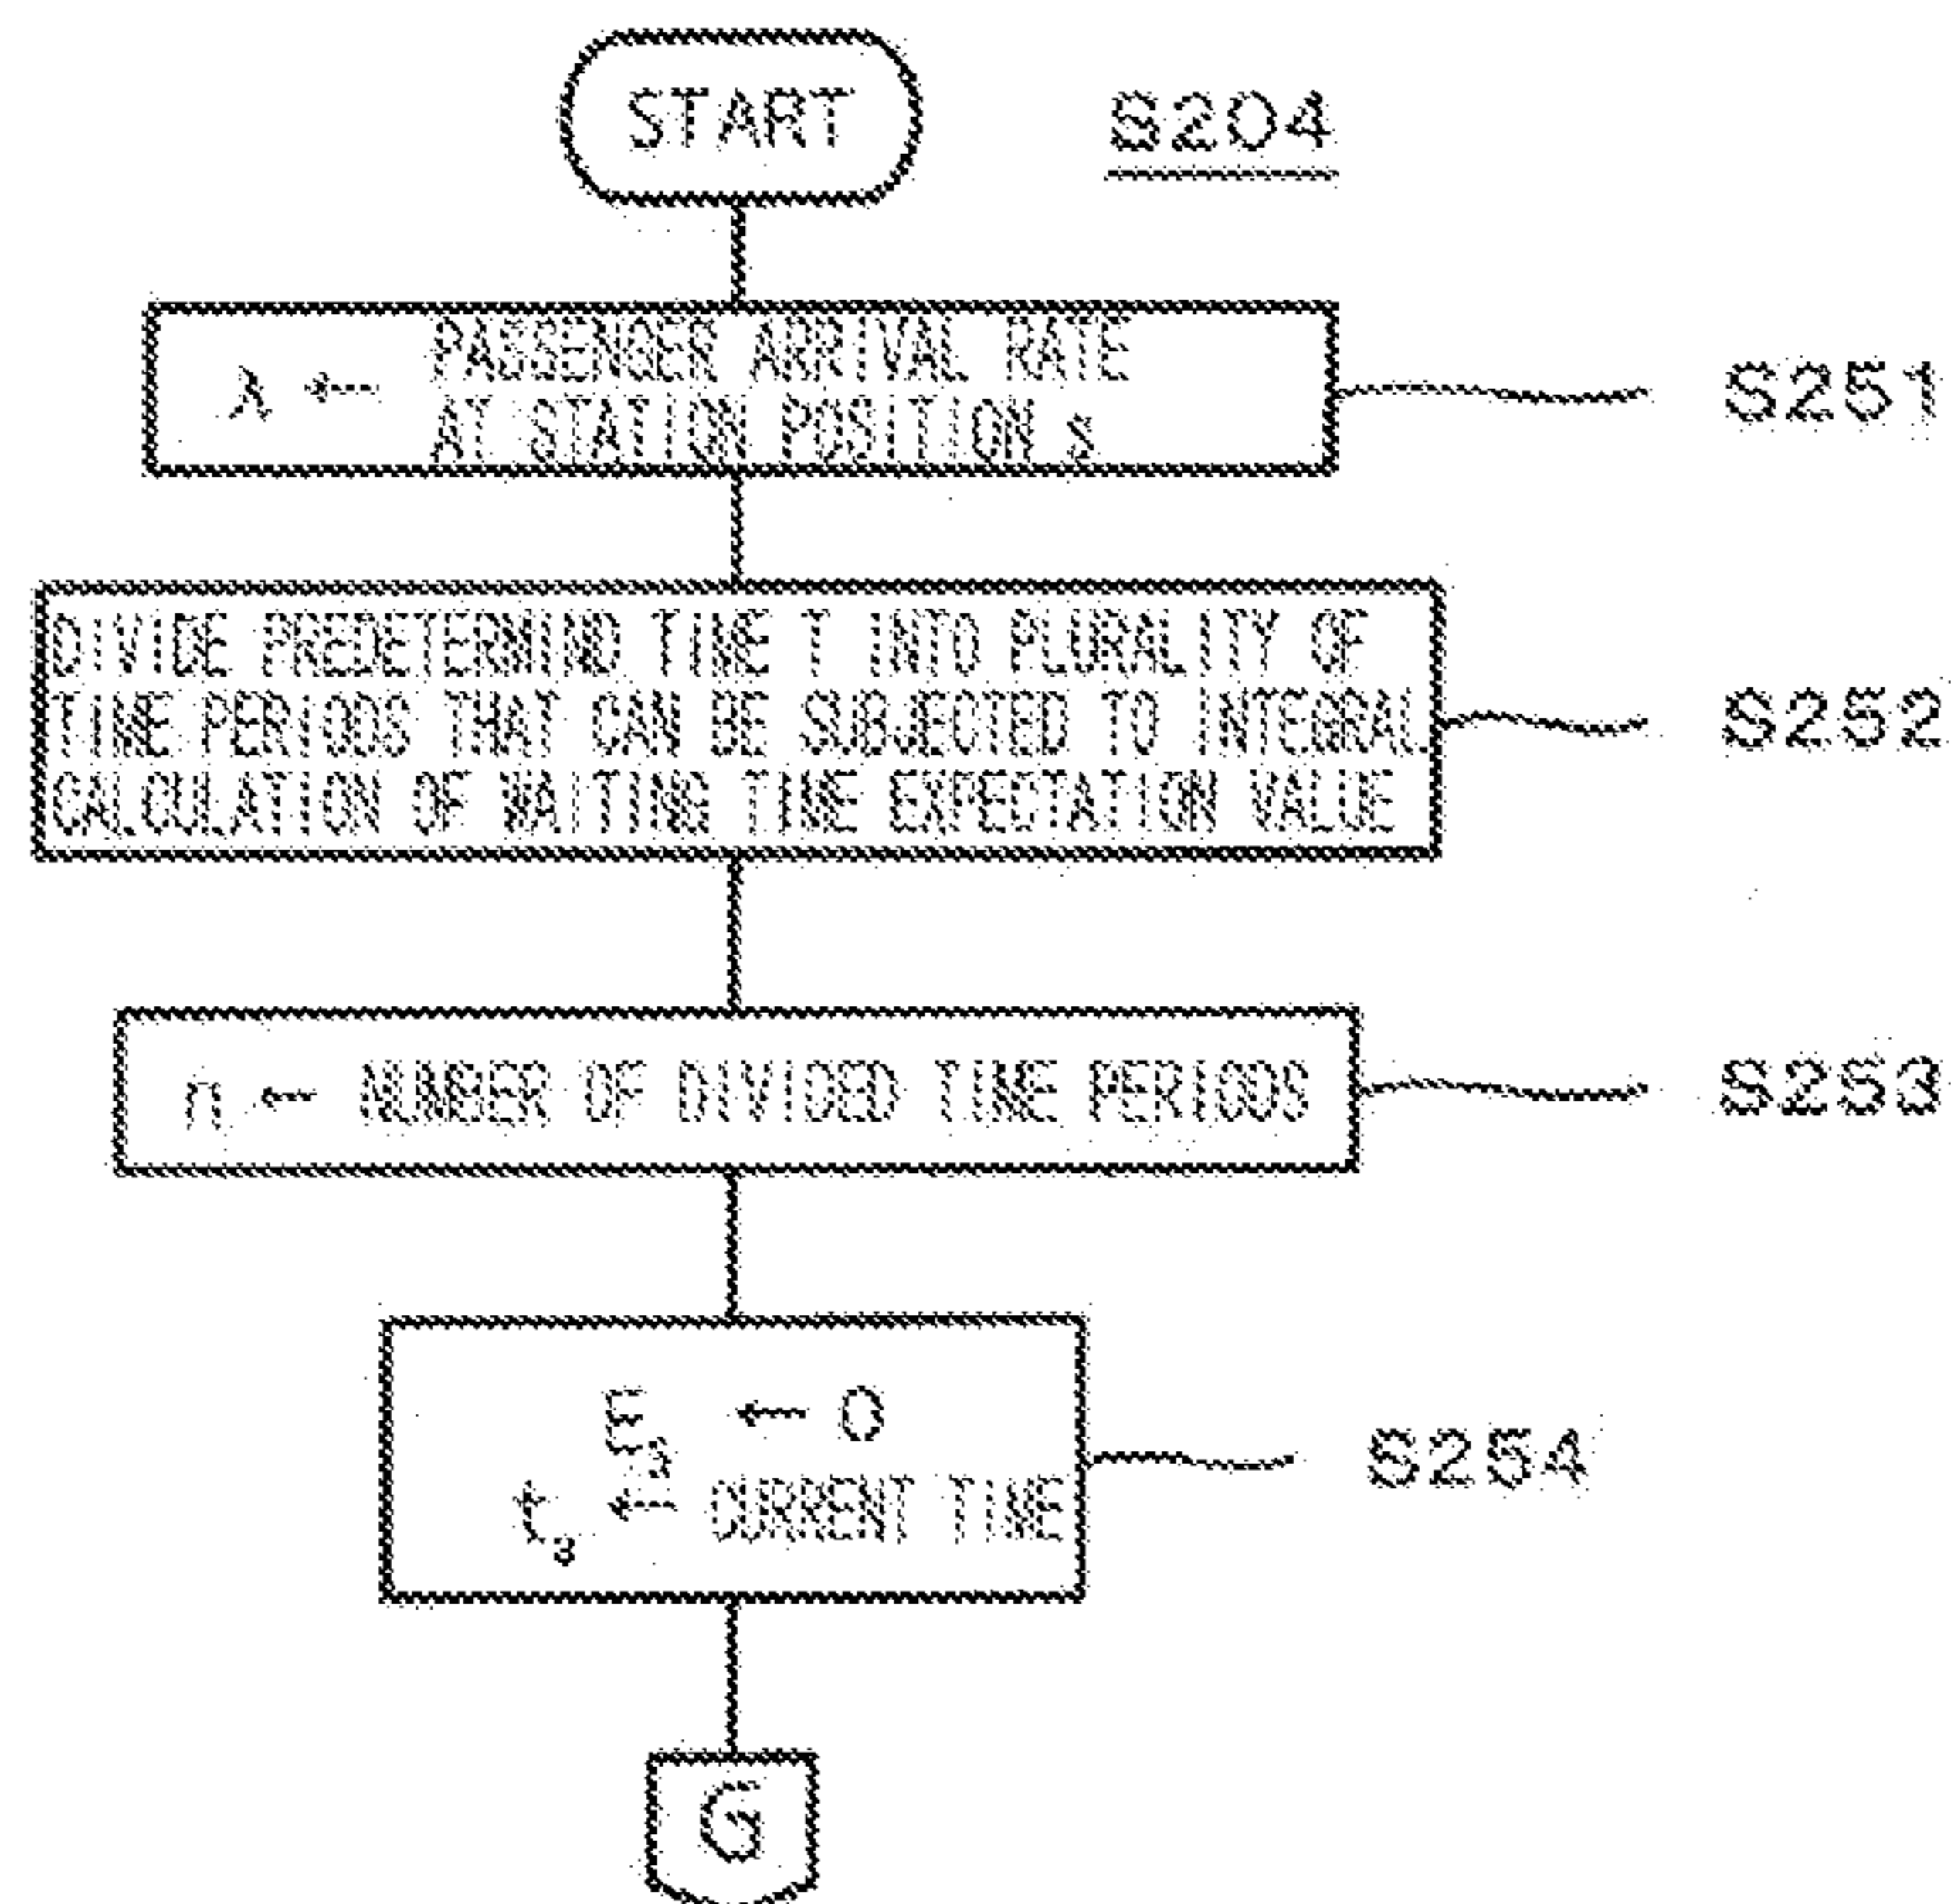 START
S204
λ ← PASSENGER ARRIVAL RATE
AT STATION POSITION s
S251
DIVIDE PREDETERMIND TIME T INTO PLURALITY OF
TIME PERIODS THAT CAN BE SUBJECTED TO INTEGRAL
CALCULATION OF WAITING TIME EXPECTATION VALUE
S252
n ← NUMBER OF DIVIDED TIME PERIODS
S253
E₃ ← 0
t₃ ← CURRENT TIME
S254
G